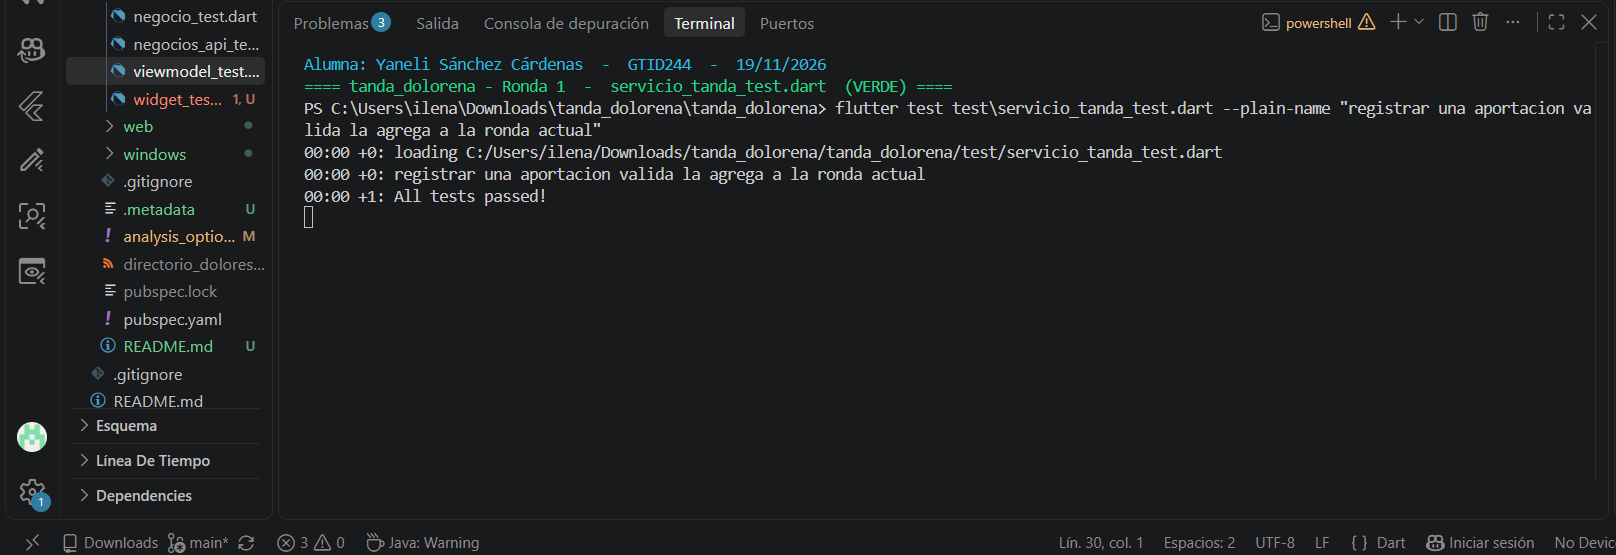 negocio_test.dart
negocios_api_te...
viewmodel_test....
widget_tes... 1, U
web
windows
.gitignore
.metadata U
analysis_optio... M
directorio_dolores...
pubspec.lock
pubspec.yaml
README.md U
.gitignore
README.md
Esquema
Línea De Tiempo
Dependencies
1
Problemas 3 Salida Consola de depuración Terminal Puertos
powershell
Alumna: Yaneli Sánchez Cárdenas - GTID244 - 19/11/2026
==== tanda_dolorena - Ronda 1 - servicio_tanda_test.dart (VERDE) ====
PS C:\Users\ilena\Downloads\tanda_dolorena\tanda_dolorena> flutter test test\servicio_tanda_test.dart --plain-name "registrar una aportacion va
lida la agrega a la ronda actual"
00:00 +0: loading C:/Users/ilena/Downloads/tanda_dolorena/tanda_dolorena/test/servicio_tanda_test.dart
00:00 +0: registrar una aportacion valida la agrega a la ronda actual
00:00 +1: All tests passed!
Downloads main* 3 0 Java: Warning Lín. 30, col. 1 Espacios: 2 UTF-8 LF { } Dart Iniciar sesión No Devic